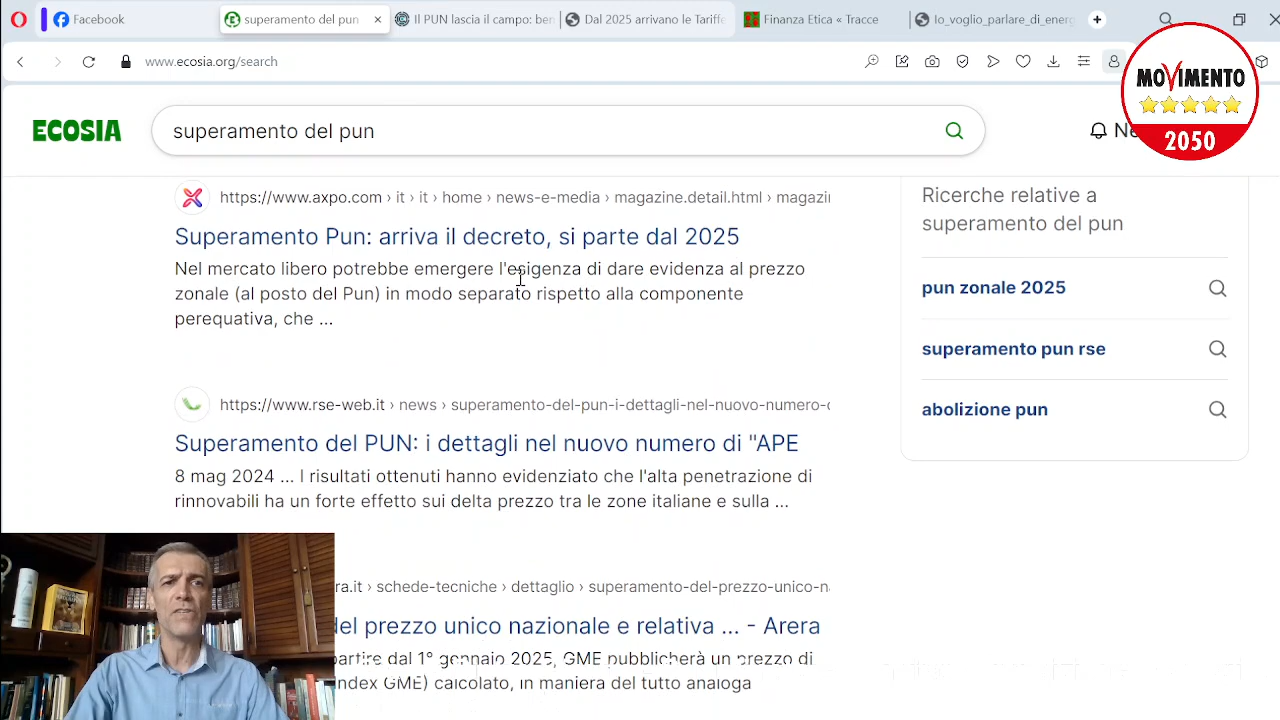 Facebook
superamento del pun
Il PUN lascia il campo: ben
Dal 2025 arrivano le Tariffe
Finanza Etica « Tracce
Io_voglio_parlare_di_energ
www.ecosia.org/search
MOVIMENTO
2050
ECOSIA
superamento del pun
https://www.axpo.com › it › it › home › news-e-media › magazine.detail.html › magazin
Superamento Pun: arriva il decreto, si parte dal 2025
Nel mercato libero potrebbe emergere l'esigenza di dare evidenza al prezzo
zonale (al posto del Pun) in modo separato rispetto alla componente
perequativa, che ...
https://www.rse-web.it › news › superamento-del-pun-i-dettagli-nel-nuovo-numero-
Superamento del PUN: i dettagli nel nuovo numero di "APE
8 mag 2024 ... I risultati ottenuti hanno evidenziato che l'alta penetrazione di
rinnovabili ha un forte effetto sui delta prezzo tra le zone italiane e sulla ...
ra.it › schede-tecniche › dettaglio › superamento-del-prezzo-unico-n
del prezzo unico nazionale e relativa ... - Arera
partire dal 1° gennaio 2025, GME pubblicherà un prezzo di
Index GME) calcolato, in maniera del tutto analoga
Ricerche relative a
superamento del pun
pun zonale 2025
superamento pun rse
abolizione pun